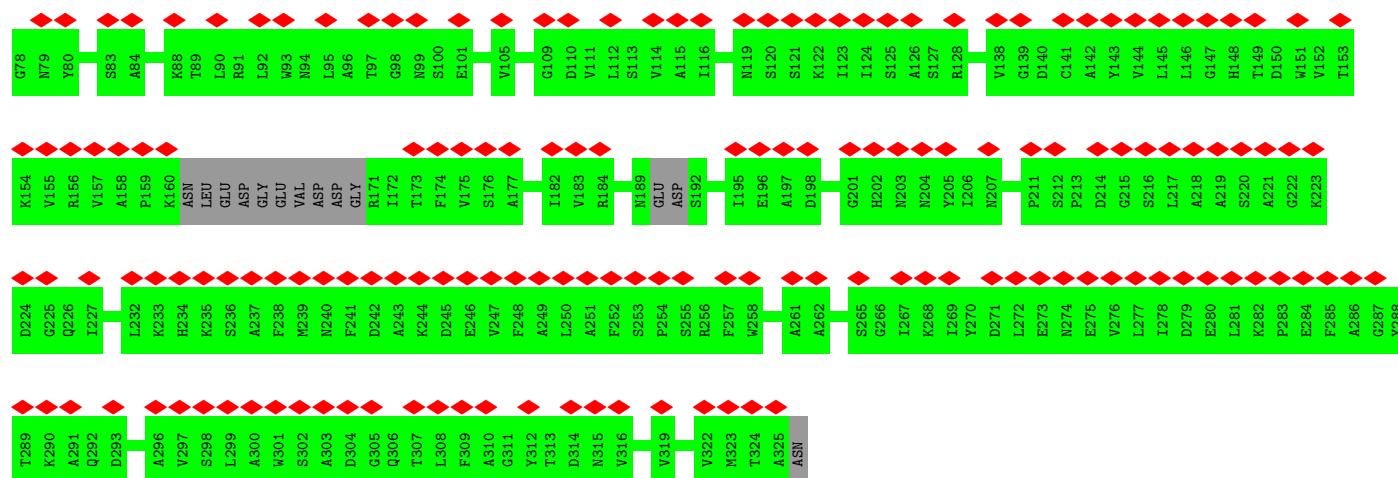 G78 N79 Y80 S83 A84 K88 T89 L90 R91 L92 W93 N94 L95 A96 T97 G98 N99 S100 E101 V105 G109 D110 V111 L112 S113 V114 A115 I116 N119 S120 S121 K122 I123 I124 S125 A126 S127 R128 V138 G139 D140 C141 A142 Y143 V144 L145 L146 G147 H148 T149 D150 W151 V152 T153
K154 V155 R156 V157 A158 P159 K160 ASN LEU GLU ASP GLY GLU VAL ASP ASP GLY R171 I172 T173 F174 V175 S176 A177 I182 V183 R184 N189 GLU ASP S192 I195 E196 A197 D198 G201 H202 N203 N204 Y205 I206 N207 P211 S212 P213 D214 G215 S216 L217 A218 A219 S220 A221 G222 K223
D224 G225 Q226 I227 L232 K233 H234 K235 S236 A237 F238 M239 N240 F241 D242 A243 K244 D245 E246 V247 F248 A249 L250 A251 F252 S253 P254 S255 R256 F257 W258 A261 A262 S265 G266 I267 K268 I269 Y270 D271 L272 E273 N274 E275 V276 L277 I278 D279 E280 L281 K282 P283 E284 F285 A286 G287 Y288
T289 K290 A291 Q292 D293 A296 V297 S298 L299 A300 W301 S302 A303 D304 G305 Q306 T307 L308 F309 A310 G311 Y312 T313 D314 N315 V316 V319 V322 M323 T324 A325 ASN